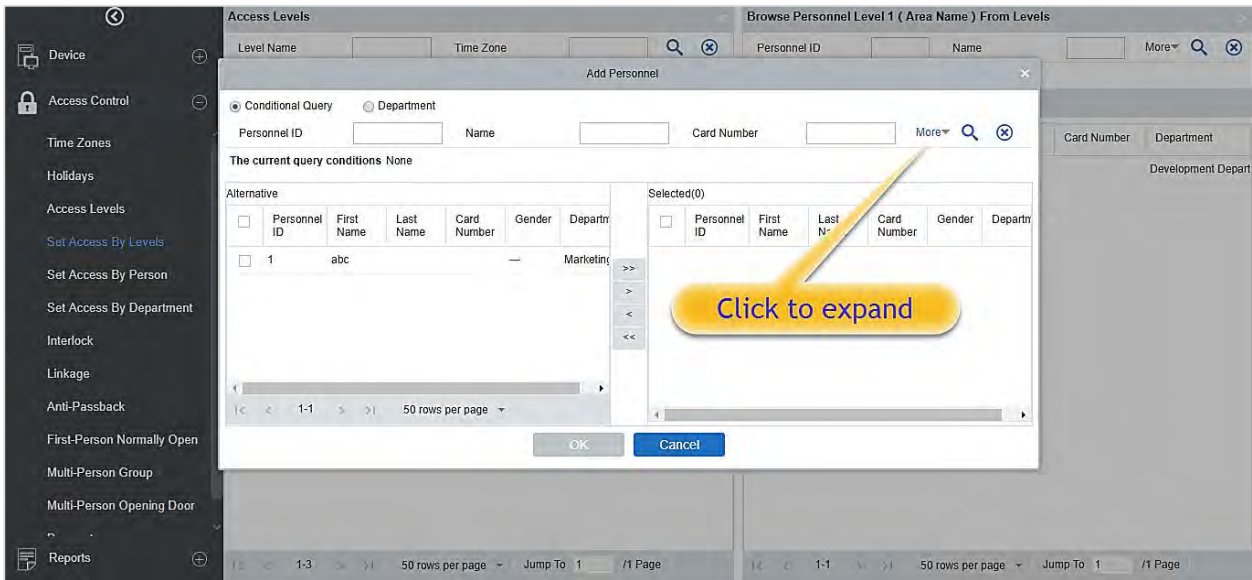 Device
Access Control
Time Zones
Holidays
Access Levels
Set Access By Levels
Set Access By Person
Set Access By Department
Interlock
Linkage
Anti-Passback
First-Person Normally Open
Multi-Person Group
Multi-Person Opening Door
Reports
Access Levels
Browse Personnel Level 1 ( Area Name ) From Levels
Level Name Time Zone
Personnel ID Name More
Add Personnel
Conditional Query Department
Personnel ID Name Card Number More
The current query conditions None
Alternative
Personnel ID First Name Last Name Card Number Gender Departm
1 abc — Marketing
1-1 50 rows per page
>>
>
<
<<
Selected(0)
Personnel ID First Name Last Card Number Gender Departm
Click to expand
OK Cancel
Card Number Department
Development Depart
1-3 50 rows per page Jump To 1 /1 Page
1-1 50 rows per page Jump To 1 /1 Page